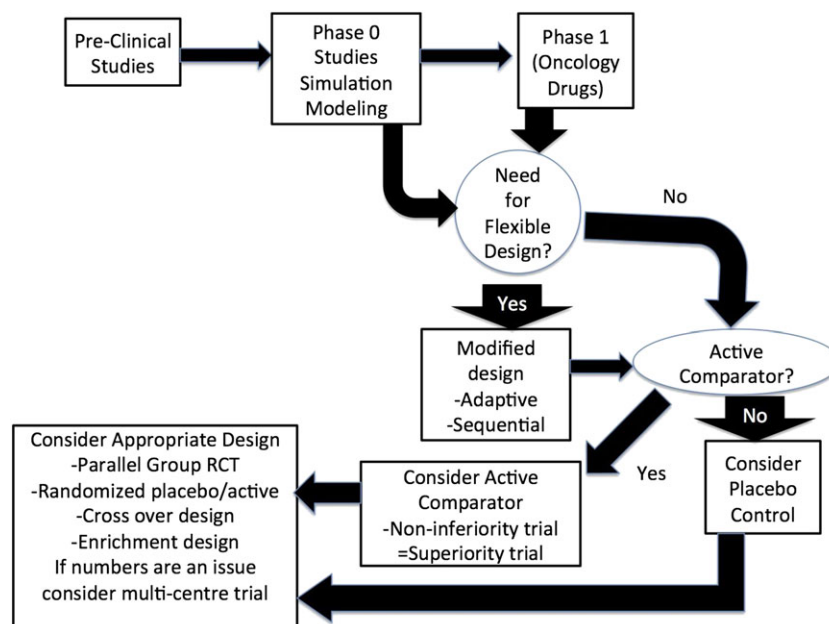 Pre-Clinical
Studies
Phase 0
Studies
Simulation
Modeling
Phase 1
(Oncology
Drugs)
Need
for
Flexible
Design?
No
Yes
Modified
design
-Adaptive
-Sequential
Active
Comparator?
No
Yes
Consider
Placebo
Control
Consider Active
Comparator
-Non-inferiority trial
=Superiority trial
Consider Appropriate Design
-Parallel Group RCT
-Randomized placebo/active
-Cross over design
-Enrichment design
If numbers are an issue
consider multi-centre trial